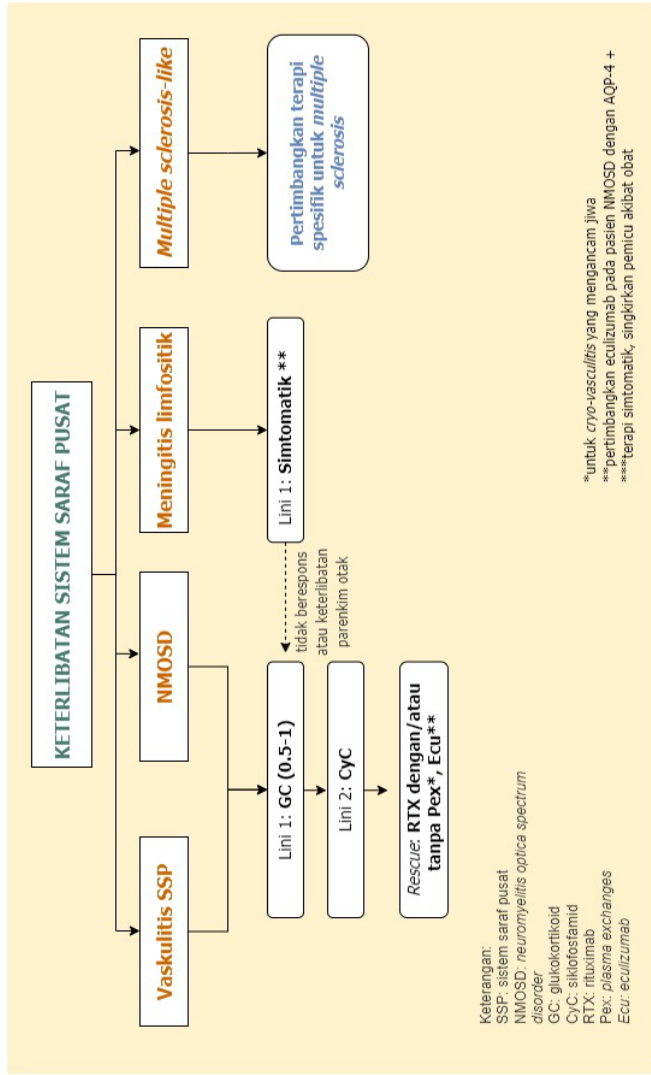 KETERLIBATAN SISTEM SARAF PUSAT
Vaskulitis SSP
NMOSD
Meningitis limfositik
Multiple sclerosis-like
Lini 1: GC (0.5-1)
tidak berespons
atau keterlibatan
parenkim otak
Lini 1: Simtomatik **
Pertimbangkan terapi
spesifik untuk multiple
sclerosis
Lini 2: CyC
Rescue: RTX dengan/atau
tanpa Pex*, Ecu**
Keterangan:
SSP: sistem saraf pusat
NMOSD: neuromyelitis optica spectrum
disorder
GC: glukokortikoid
CyC: siklofosfamid
RTX: rituximab
Pex: plasma exchanges
Ecu: eculizumab
*untuk cryo-vasculitis yang mengancam jiwa
**pertimbangkan eculizumab pada pasien NMOSD dengan AQP-4 +
***terapi simtomatik, singkirkan pemicu akibat obat